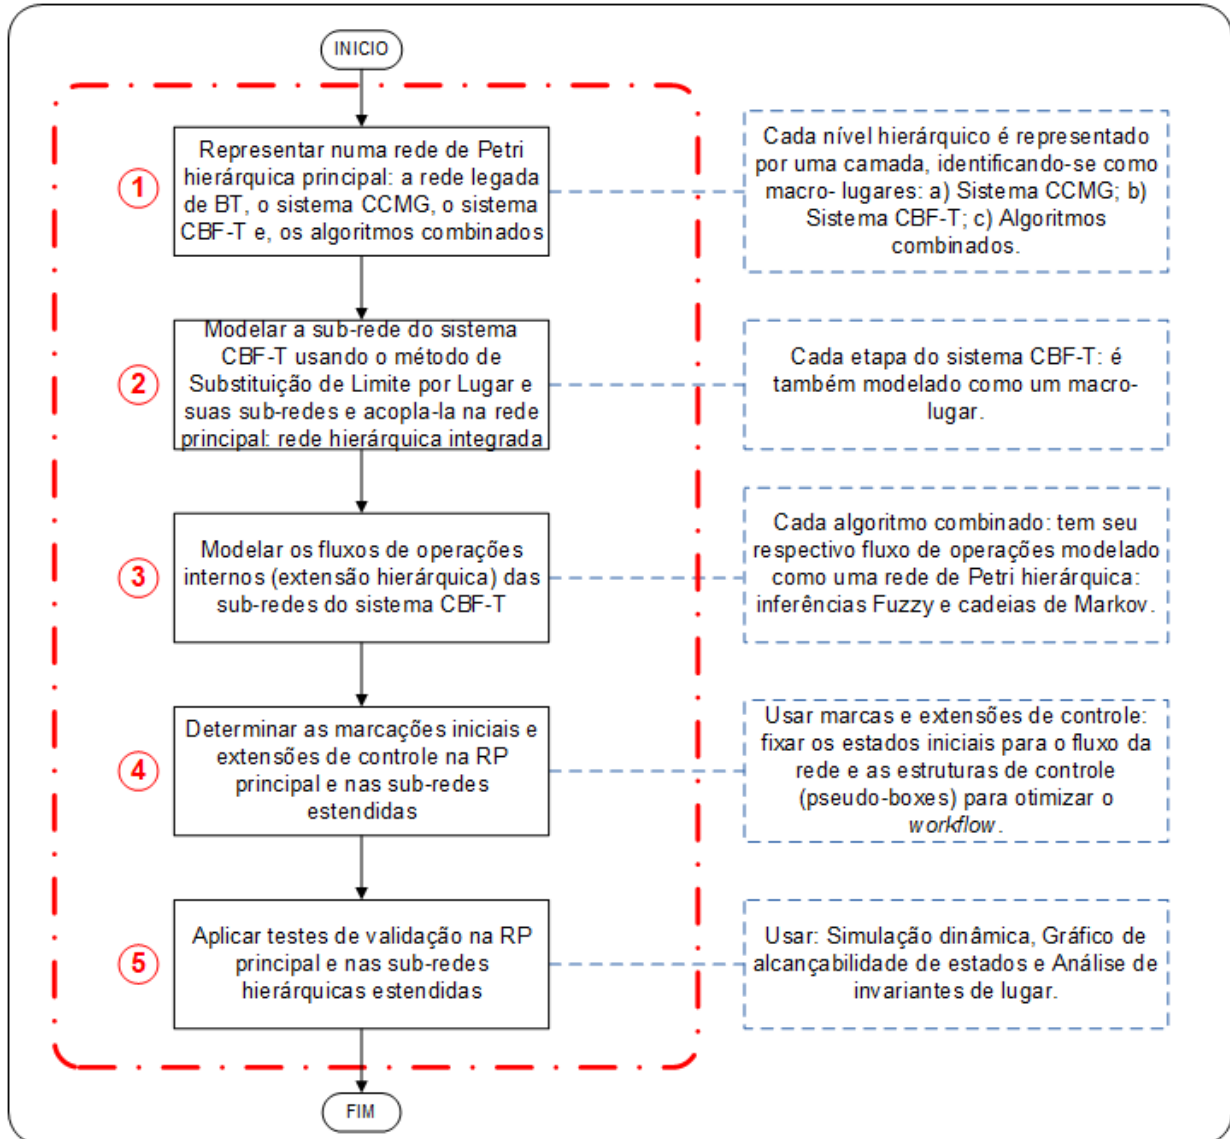 INICIO
1
Representar numa rede de Petri
hierárquica principal: a rede legada
de BT, o sistema CCMG, o sistema
CBF-T e, os algoritmos combinados
Cada nível hierárquico é representado
por uma camada, identificando-se como
macro- lugares: a) Sistema CCMG; b)
Sistema CBF-T; c) Algoritmos
combinados.
2
Modelar a sub-rede do sistema
CBF-T usando o método de
Substituição de Limite por Lugar e
suas sub-redes e acopla-la na rede
principal: rede hierárquica integrada
Cada etapa do sistema CBF-T: é
também modelado como um macro-
lugar.
3
Modelar os fluxos de operações
internos (extensão hierárquica) das
sub-redes do sistema CBF-T
Cada algoritmo combinado: tem seu
respectivo fluxo de operações modelado
como uma rede de Petri hierárquica:
inferências Fuzzy e cadeias de Markov.
4
Determinar as marcações iniciais e
extensões de controle na RP
principal e nas sub-redes
estendidas
Usar marcas e extensões de controle:
fixar os estados iniciais para o fluxo da
rede e as estruturas de controle
(pseudo-boxes) para otimizar o
workflow.
5
Aplicar testes de validação na RP
principal e nas sub-redes
hierárquicas estendidas
Usar: Simulação dinâmica, Gráfico de
alcançabilidade de estados e Análise de
invariantes de lugar.
FIM